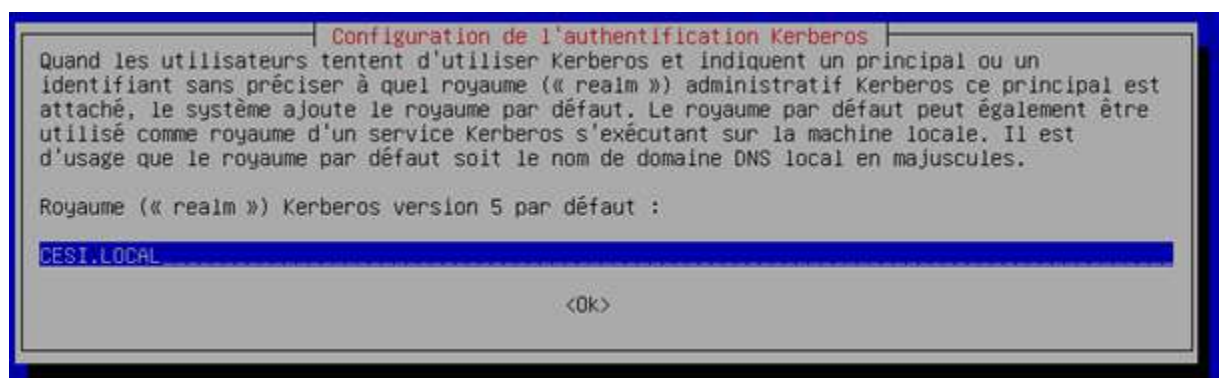 Configuration de l'authentification Kerberos
Quand les utilisateurs tentent d'utiliser Kerberos et indiquent un principal ou un
identifiant sans préciser à quel royaume (« realm ») administratif Kerberos ce principal est
attaché, le système ajoute le royaume par défaut. Le royaume par défaut peut également être
utilisé comme royaume d'un service Kerberos s'exécutant sur la machine locale. Il est
d'usage que le royaume par défaut soit le nom de domaine DNS local en majuscules.
Royaume (« realm ») Kerberos version 5 par défaut :
CESI.LOCAL
<Ok>